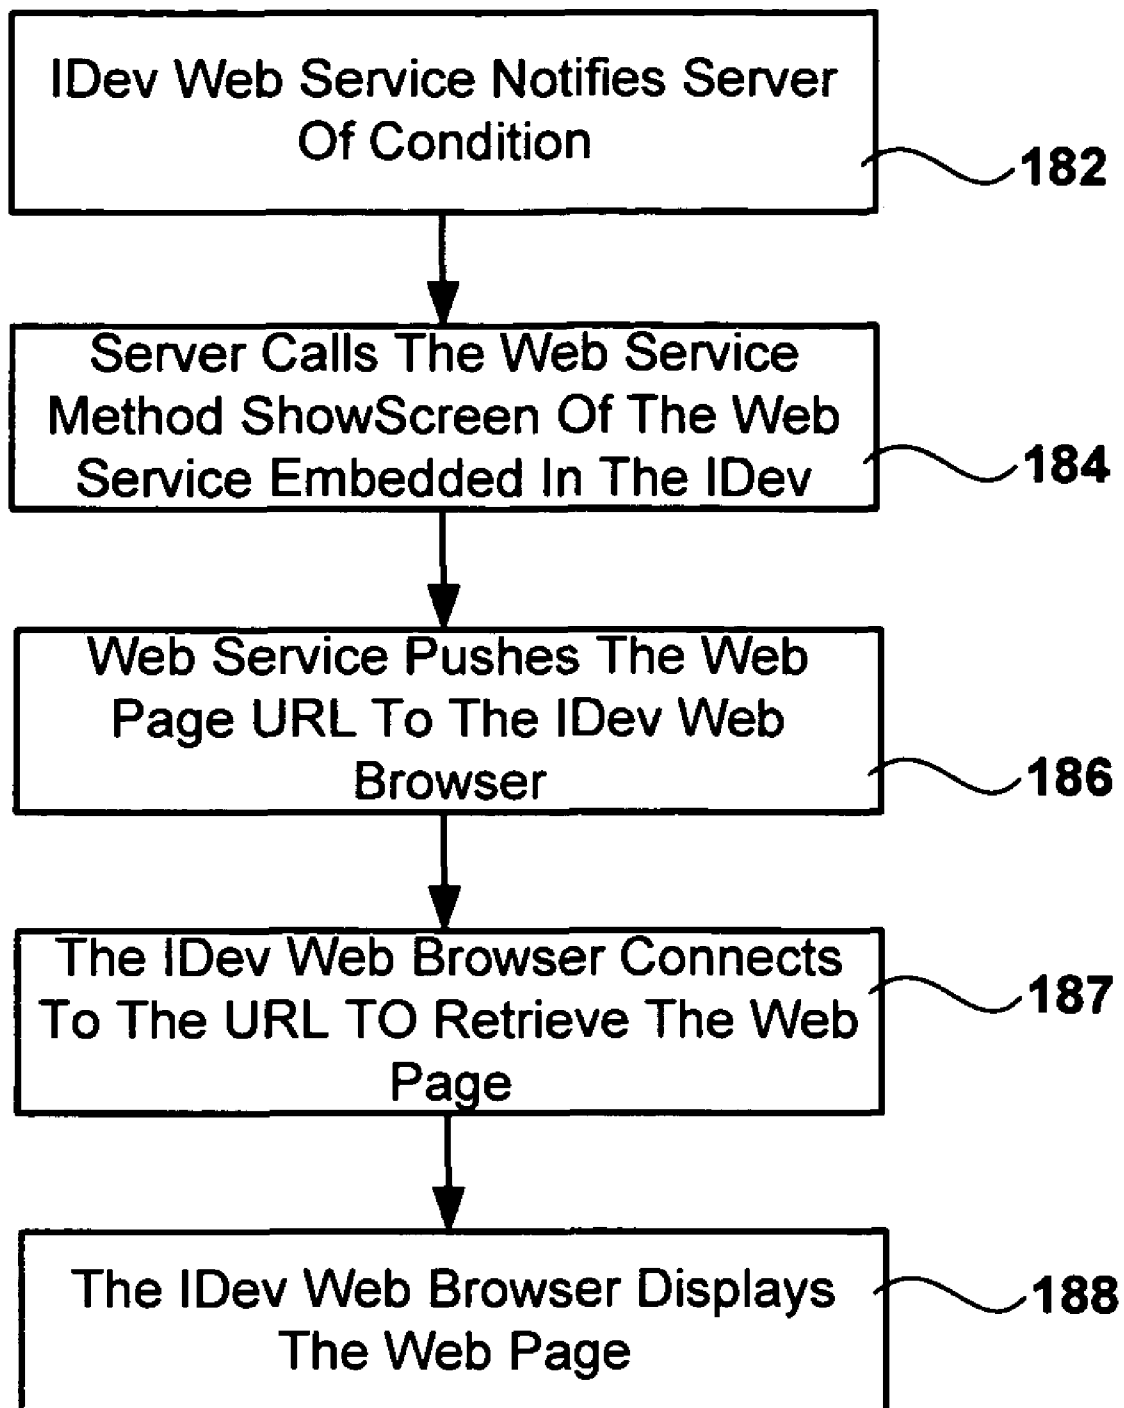 IDev Web Service Notifies Server
Of Condition
182
Server Calls The Web Service
Method ShowScreen Of The Web
Service Embedded In The IDev
184
Web Service Pushes The Web
Page URL To The IDev Web
Browser
186
The IDev Web Browser Connects
To The URL TO Retrieve The Web
Page
187
The IDev Web Browser Displays
The Web Page
188